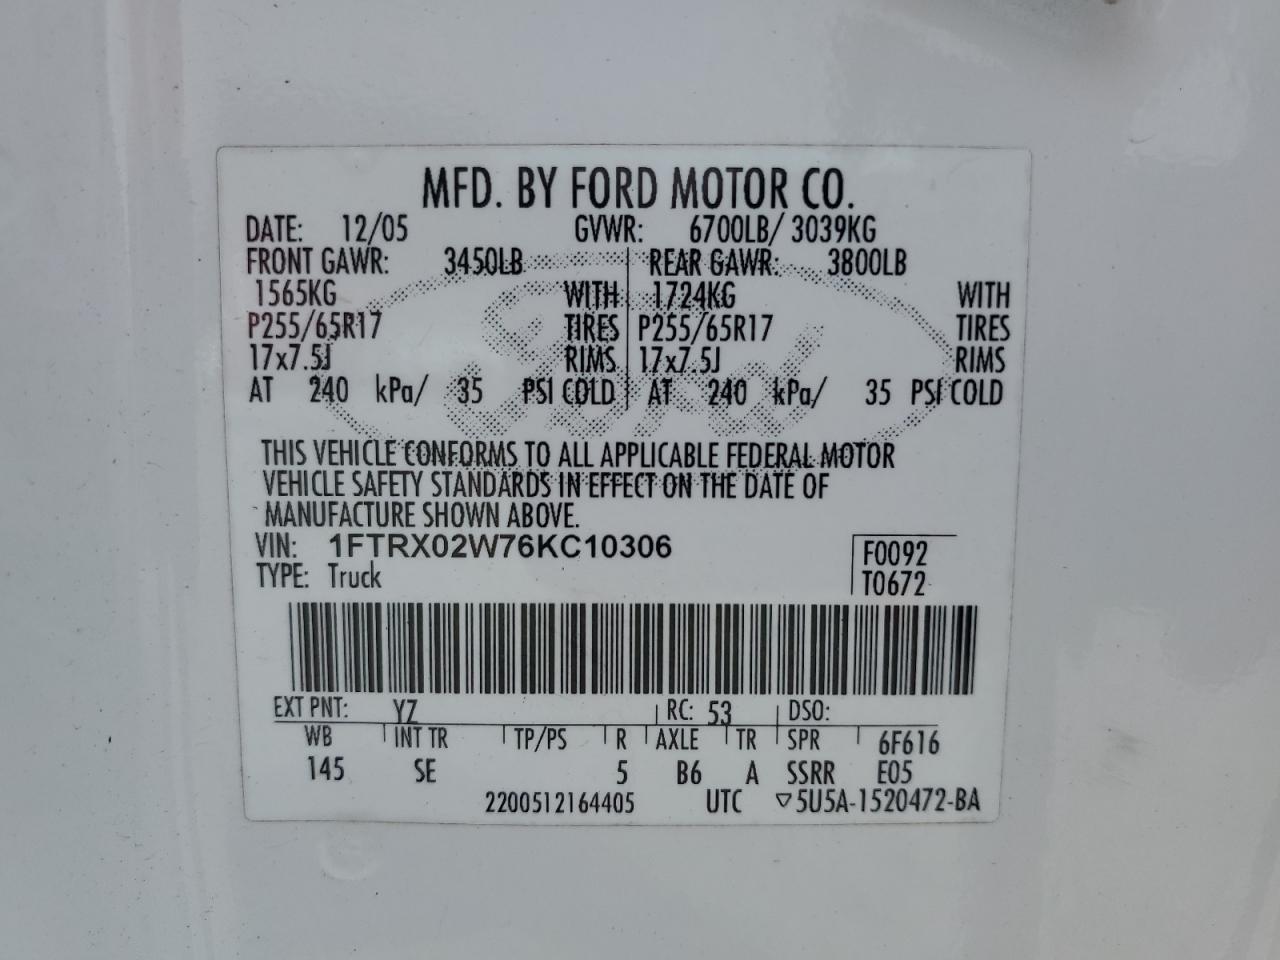 MFD. BY FORD MOTOR CO.
DATE: 12/05 GVWR: 6700LB/ 3039KG
FRONT GAWR: 3450LB REAR GAWR: 3800LB
1565KG WITH 1724KG WITH
P255/65R17 TIRES P255/65R17 TIRES
17x7.5J RIMS 17x7.5J RIMS
AT 240 kPa/ 35 PSI COLD AT 240 kPa/ 35 PSI COLD
THIS VEHICLE CONFORMS TO ALL APPLICABLE FEDERAL MOTOR
VEHICLE SAFETY STANDARDS IN EFFECT ON THE DATE OF
MANUFACTURE SHOWN ABOVE.
VIN: 1FTRX02W76KC10306 F0092
TYPE: Truck T0672
EXT PNT: YZ RC: 53 DSO:
WB INT TR TP/PS R AXLE TR SPR 6F616
145 SE 5 B6 A SSRR E05
2200512164405 UTC ▽5U5A-1520472-BA